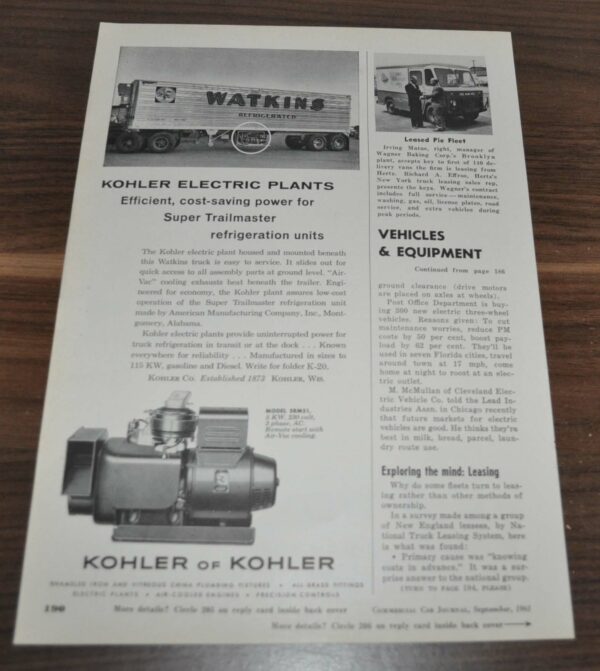 WATKINS
REFRIGERATED
KOHLER ELECTRIC PLANTS
Efficient, cost-saving power for
Super Trailmaster
refrigeration units
The Kohler electric plant housed and mounted beneath
this Watkins truck is easy to service. It slides out for
quick access to all assembly parts at ground level. "Air-
Vac" cooling exhausts heat beneath the trailer. Engi-
neered for economy, the Kohler plant assures low-cost
operation of the Super Trailmaster refrigeration unit
made by American Manufacturing Company, Inc., Mont-
gomery, Alabama.
Kohler electric plants provide uninterrupted power for
truck refrigeration in transit or at the dock . . . Known
everywhere for reliability . . . Manufactured in sizes to
115 KW, gasoline and Diesel. Write for folder K-20.
KOHLER CO. Established 1873 KOHLER, WIS.
MODEL 5RM21,
5 KW, 230 volt,
3 phase, AC.
Remote start with
Air-Vac cooling.
KOHLER OF KOHLER
ENAMELED IRON AND VITREOUS CHINA PLUMBING FIXTURES • ALL-BRASS FITTINGS
ELECTRIC PLANTS • AIR-COOLED ENGINES • PRECISION CONTROLS
Leased Pie Fleet
Irving Matus, right, manager of
Wagner Baking Corp.'s Brooklyn
plant, accepts key to first of 110 de-
livery vans the firm is leasing from
Hertz. Richard A. Effron, Hertz's
New York truck leasing sales rep,
presents the keys. Wagner's contract
includes full service—maintenance,
washing, gas, oil, license plates, road
service, and extra vehicles during
peak periods.
VEHICLES
& EQUIPMENT
Continued from page 186
ground clearance (drive motors
are placed on axles at wheels).
Post Office Department is buy-
ing 300 new electric three-wheel
vehicles. Reasons given: To cut
maintenance worries, reduce PM
costs by 50 per cent, boost pay-
load by 62 per cent. They'll be
used in seven Florida cities, travel
around town at 17 mph, come
home at night to roost at an elec-
tric outlet.
M. McMullan of Cleveland Elec-
tric Vehicle Co. told the Lead In-
dustries Assn. in Chicago recently
that future markets for electric
vehicles are good. He thinks they're
best in milk, bread, parcel, laun-
dry route use.
Exploring the mind: Leasing
Why do some fleets turn to leas-
ing rather than other methods of
ownership.
In a survey made among a group
of New England lessees, by Na-
tional Truck Leasing System, here
is what was found:
• Primary cause was "knowing
costs in advance." It was a sur-
prise answer to the national group.
(TURN TO PAGE 194, PLEASE)
190
More details? Circle 205 on reply card inside back cover
COMMERCIAL CAR JOURNAL, September, 1961
More details? Circle 206 on reply card inside back cover